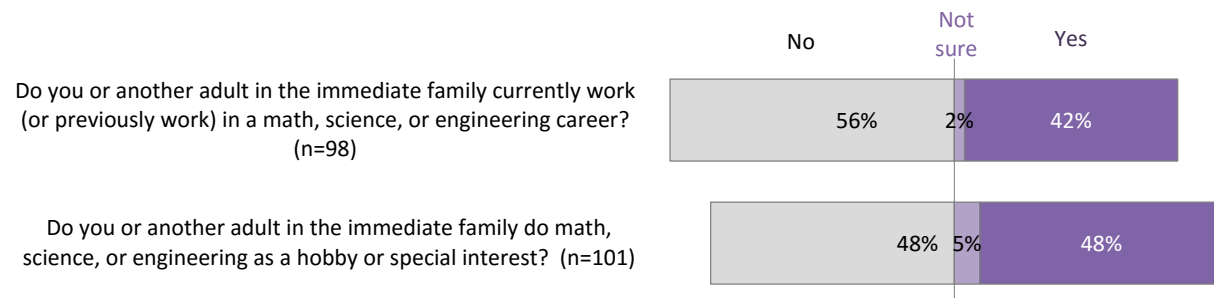 No
Not
sure
Yes
Do you or another adult in the immediate family currently work
(or previously work) in a math, science, or engineering career?
(n=98)
56%
2%
42%
Do you or another adult in the immediate family do math,
science, or engineering as a hobby or special interest? (n=101)
48%
5%
48%